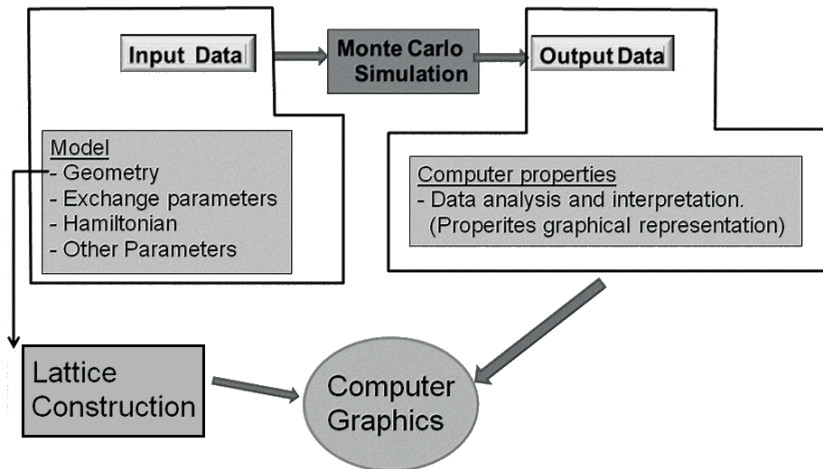 Input Data
Monte Carlo
Simulation
Output Data
Model
- Geometry
- Exchange parameters
- Hamiltonian
- Other Parameters
Computer properties
- Data analysis and interpretation.
(Properites graphical representation)
Lattice
Construction
Computer
Graphics